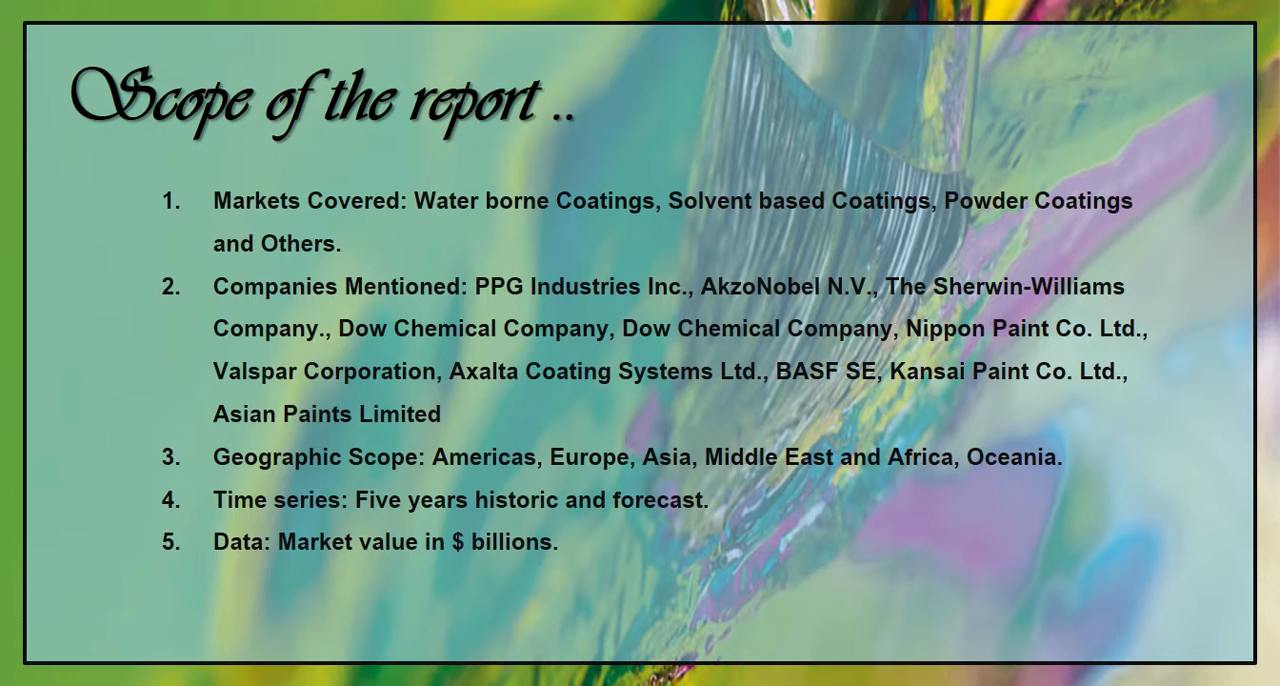 Scope of the report ..
1. Markets Covered: Water borne Coatings, Solvent based Coatings, Powder Coatings
and Others.
2. Companies Mentioned: PPG Industries Inc., AkzoNobel N.V., The Sherwin-Williams
Company., Dow Chemical Company, Dow Chemical Company, Nippon Paint Co. Ltd.,
Valspar Corporation, Axalta Coating Systems Ltd., BASF SE, Kansai Paint Co. Ltd.,
Asian Paints Limited
3. Geographic Scope: Americas, Europe, Asia, Middle East and Africa, Oceania.
4. Time series: Five years historic and forecast.
5. Data: Market value in $ billions.